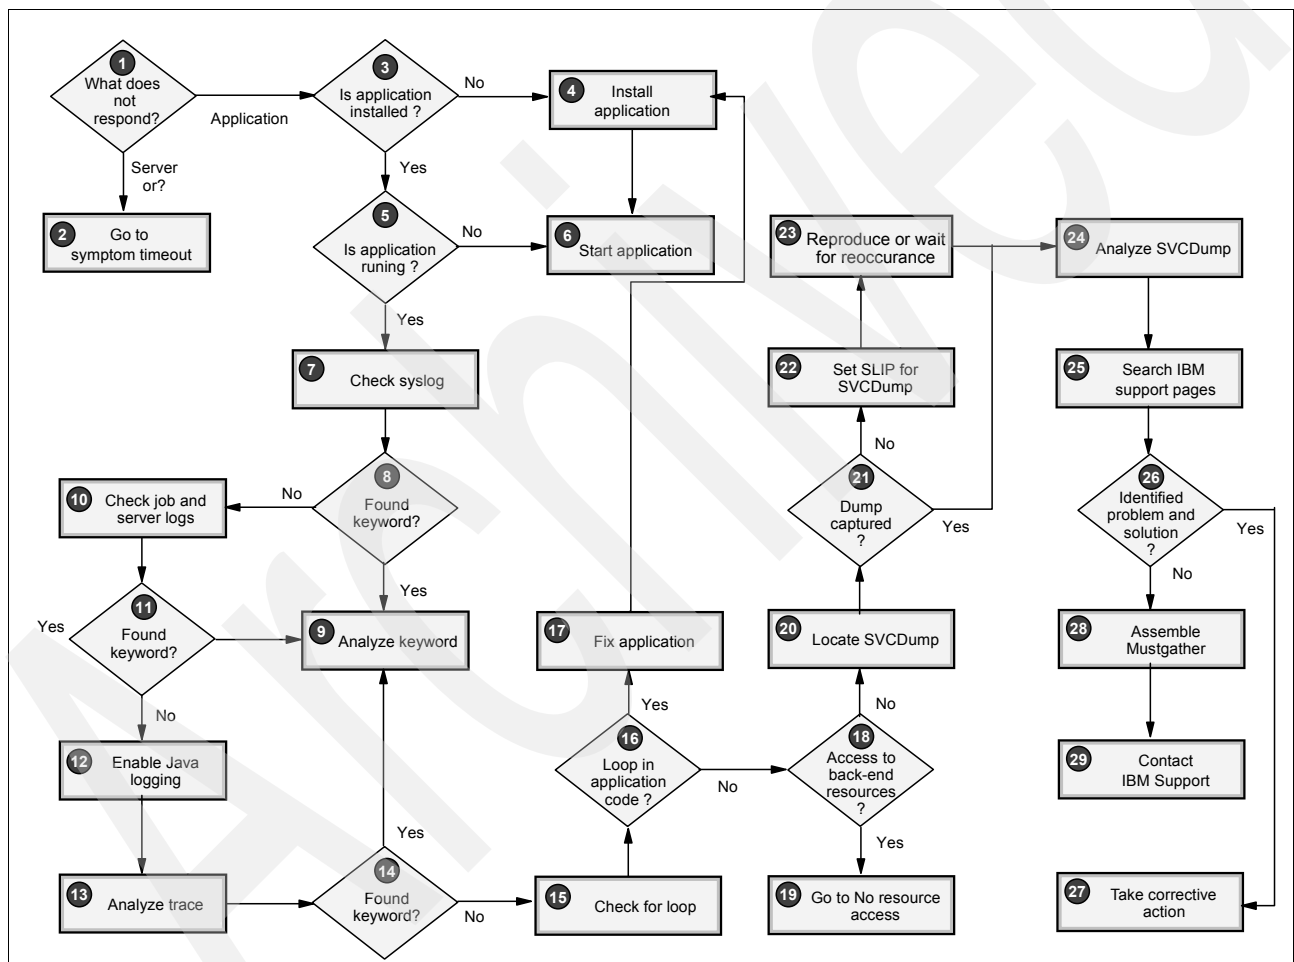 1
What does
not
respond?
Application
Server
or?
2
Go to
symptom timeout
3
Is application
installed ?
No
Yes
4
Install
application
5
Is application
runing ?
No
Yes
6
Start application
7
Check syslog
8
Found
keyword?
No
Yes
9
Analyze keyword
10
Check job and
server logs
11
Found
keyword?
Yes
No
12
Enable Java
logging
13
Analyze trace
14
Found
keyword?
Yes
No
15
Check for loop
16
Loop in
application
code ?
Yes
No
17
Fix application
18
Access to
back-end
resources
?
No
Yes
19
Go to No resource
access
20
Locate SVCDump
21
Dump
captured
?
No
Yes
22
Set SLIP for
SVCDump
23
Reproduce or wait
for reoccurance
24
Analyze SVCDump
25
Search IBM
support pages
26
Identified
problem and
solution
?
Yes
No
27
Take corrective
action
28
Assemble
Mustgather
29
Contact
IBM Support
Archived